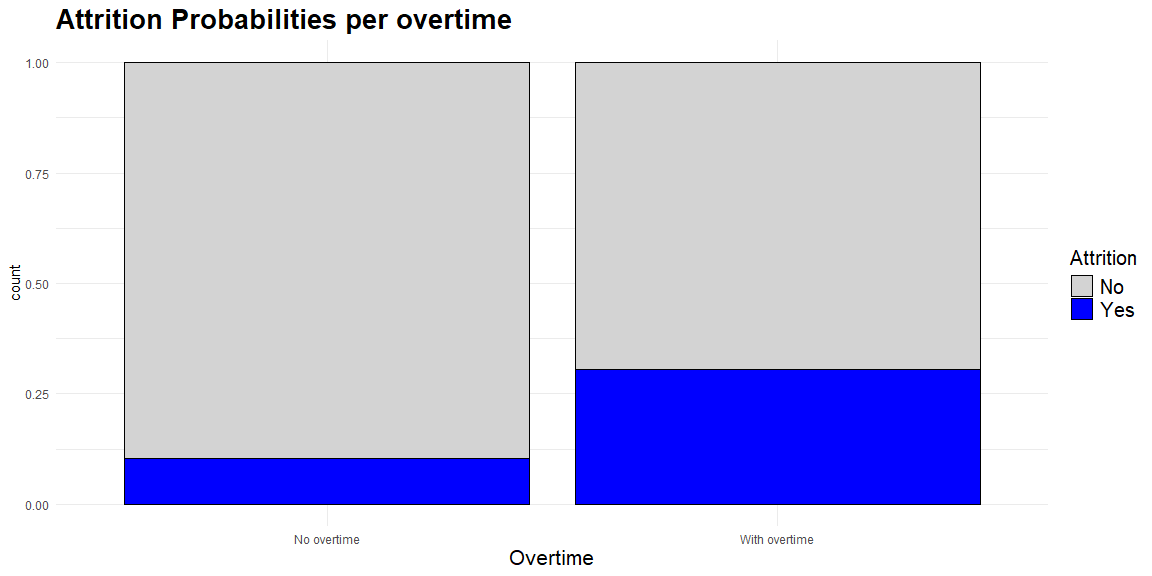 Attrition Probabilities per overtime
1.00
0.75
0.50
0.25
0.00
count
No overtime
With overtime
Overtime
Attrition
No
Yes